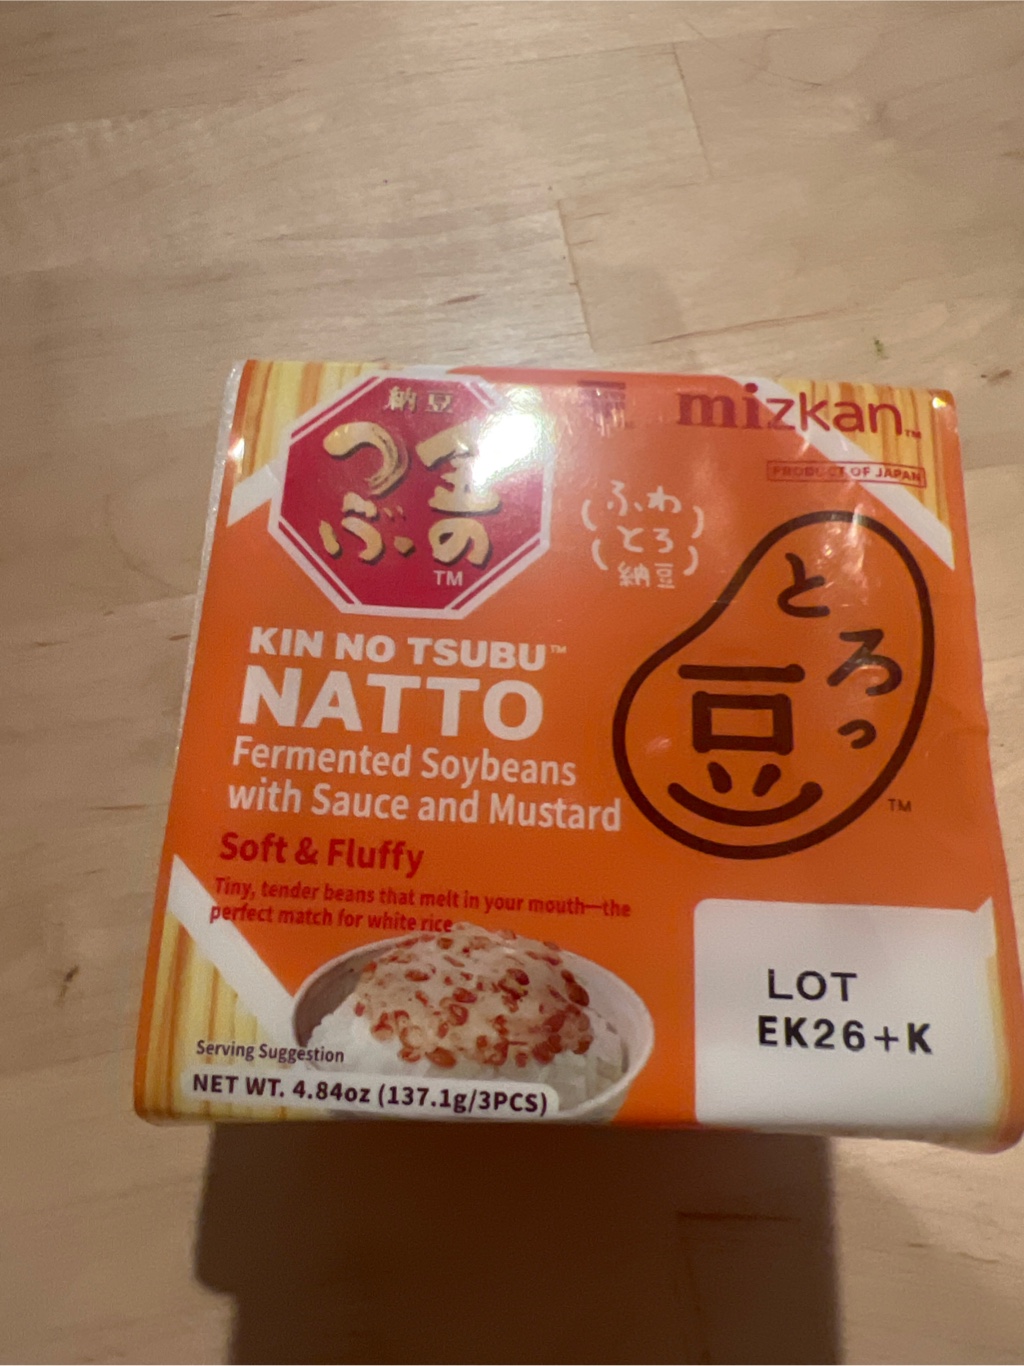 納豆
金の
つぶ
TM
mizkan™
PRODUCT OF JAPAN
ふわ
とろ
納豆
とろっ
豆
TM
KIN NO TSUBU™
NATTO
Fermented Soybeans
with Sauce and Mustard
Soft & Fluffy
Tiny, tender beans that melt in your mouth—the
perfect match for white rice
Serving Suggestion
NET WT. 4.84oz (137.1g/3PCS)
LOT
EK26+K